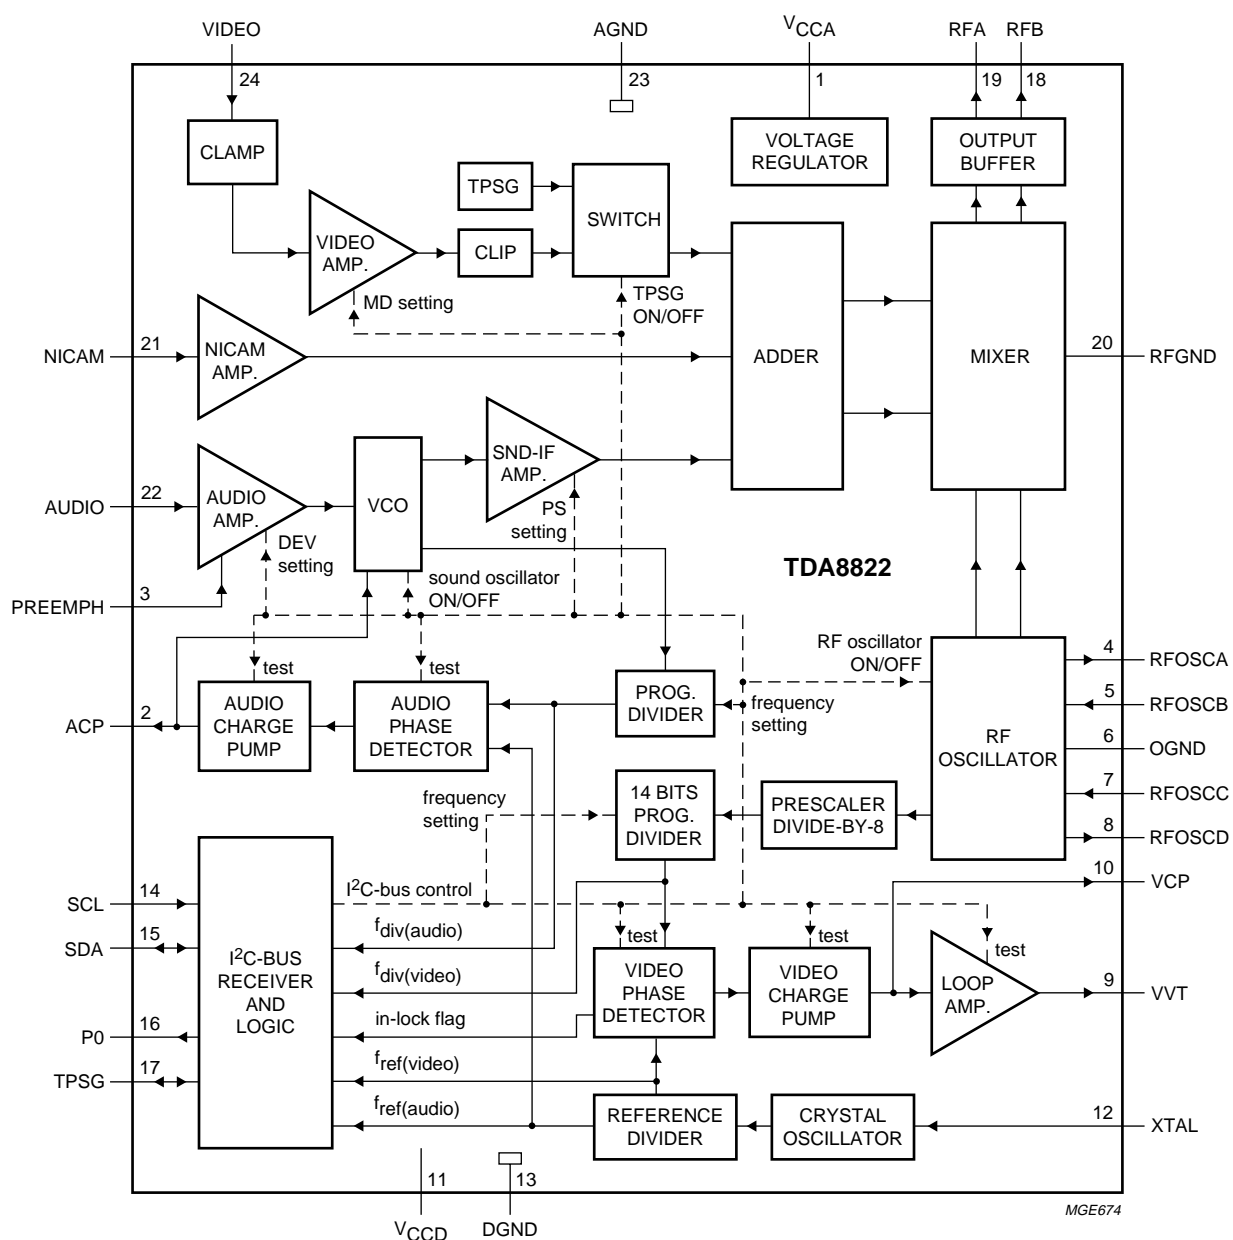 VIDEO
AGND
V CCA
RFA
RFB
24
23
1
19
18
CLAMP
VOLTAGE
REGULATOR
OUTPUT
BUFFER
TPSG
SWITCH
VIDEO
AMP.
CLIP
MD setting
TPSG
ON/OFF
NICAM
21
NICAM
AMP.
ADDER
MIXER
20
RFGND
SND-IF
AMP.
AUDIO
22
AUDIO
AMP.
VCO
PS
setting
DEV
setting
TDA8822
PREEMPH
3
sound oscillator
ON/OFF
RF oscillator
ON/OFF
4
RFOSCA
test
test
ACP
2
AUDIO
CHARGE
PUMP
AUDIO
PHASE
DETECTOR
PROG.
DIVIDER
frequency
setting
RF
OSCILLATOR
5
RFOSCB
6
OGND
7
RFOSCC
8
RFOSCD
frequency
setting
14 BITS
PROG.
DIVIDER
PRESCALER
DIVIDE-BY-8
10
VCP
SCL
14
I2C-bus control
SDA
15
fdiv(audio)
test
test
test
I2C-BUS
RECEIVER
AND
LOGIC
fdiv(video)
VIDEO
PHASE
DETECTOR
VIDEO
CHARGE
PUMP
LOOP
AMP.
9
VVT
P0
16
in-lock flag
TPSG
17
fref(video)
fref(audio)
REFERENCE
DIVIDER
CRYSTAL
OSCILLATOR
12
XTAL
11
13
VCCD
DGND
MGE674